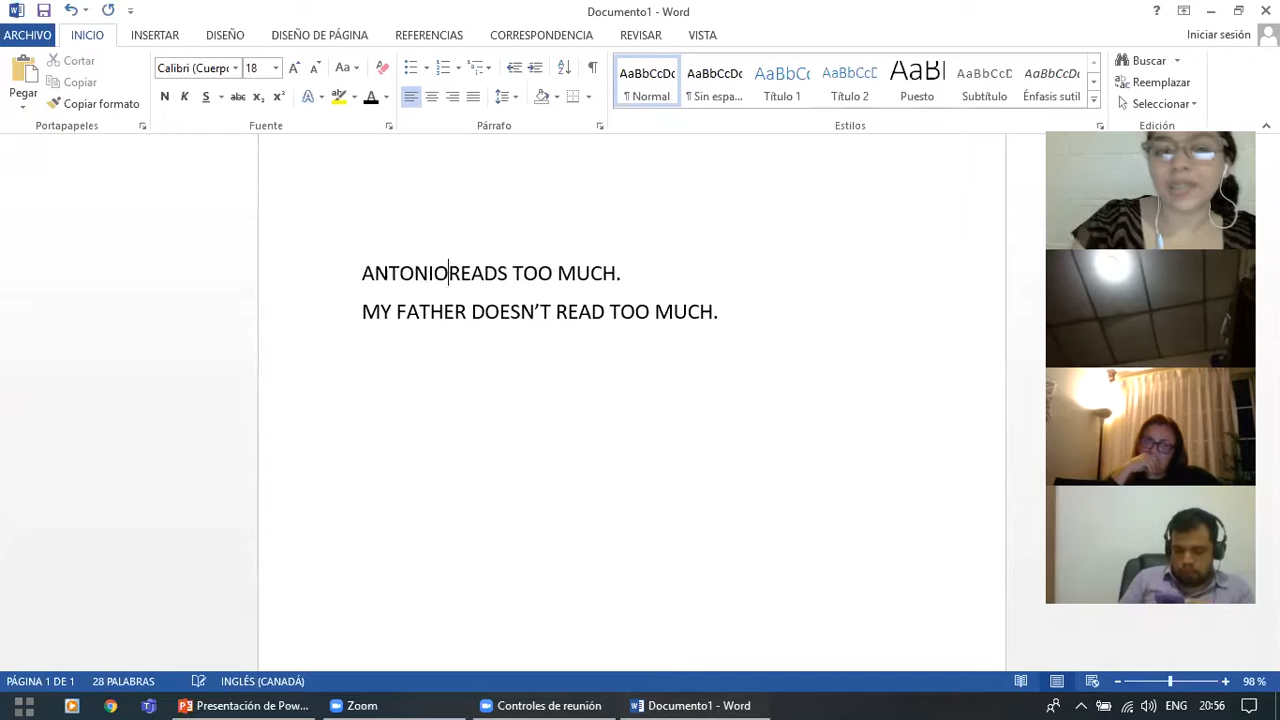 Documento1 - Word
ARCHIVO INICIO INSERTAR DISEÑO DISEÑO DE PÁGINA REFERENCIAS CORRESPONDENCIA REVISAR VISTA Iniciar sesión
Pegar Cortar Copiar Copiar formato
Portapapeles
Calibri (Cuerpo 18
Fuente
Párrafo
AaBbCcDc AaBbCcDc AaBbCc AaBbCcD AaBl AaBbCcD AaBbCcDc
¶ Normal ¶ Sin espa... Título 1 Título 2 Puesto Subtítulo Énfasis sutil
Estilos
Buscar
Reemplazar
Seleccionar
Edición
ANTONIOREADS TOO MUCH.
MY FATHER DOESN’T READ TOO MUCH.
PÁGINA 1 DE 1 28 PALABRAS INGLÉS (CANADÁ) 98 %
Presentación de Pow... Zoom Controles de reunión Documento1 - Word ENG 20:56